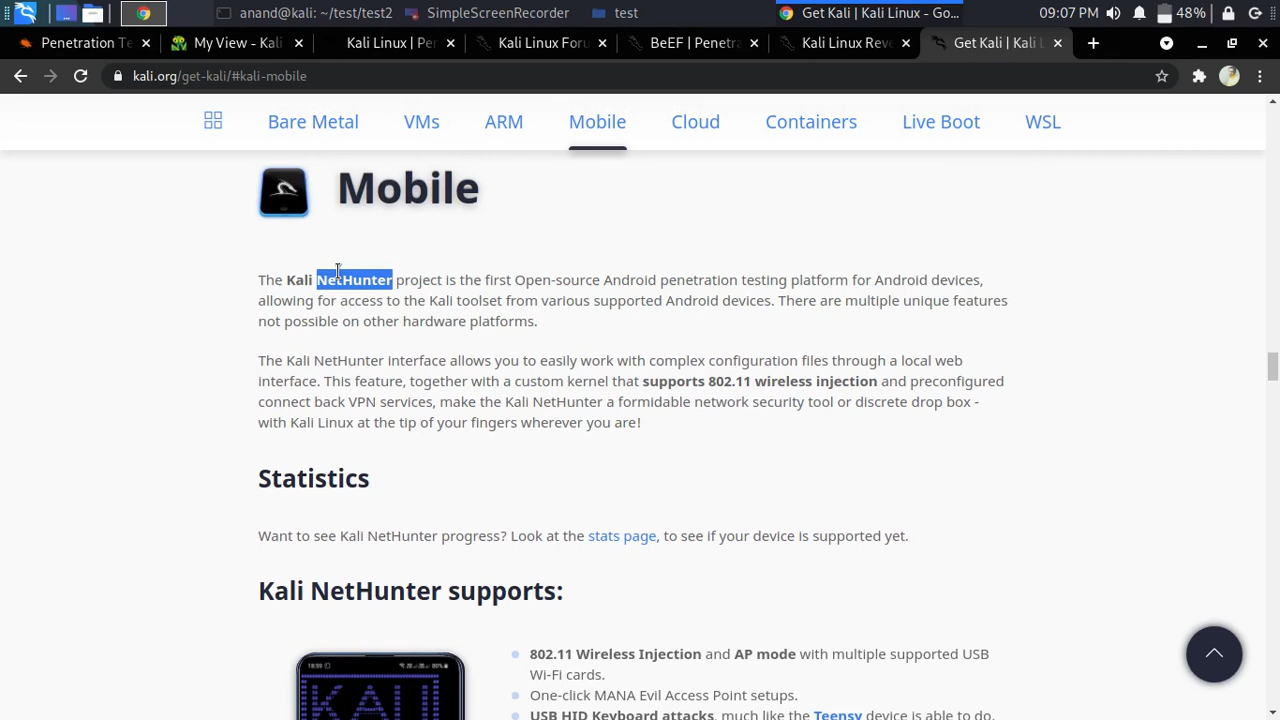 anand@kali: ~/test/test2 SimpleScreenRecorder test Get Kali | Kali Linux - Go... 09:07 PM 48%
Penetration Te My View - Kali Kali Linux | Per Kali Linux Foru BeEF | Penetra Kali Linux Reve Get Kali | Kali L
kali.org/get-kali/#kali-mobile
Bare Metal VMs ARM Mobile Cloud Containers Live Boot WSL
Mobile
The Kali NetHunter project is the first Open-source Android penetration testing platform for Android devices,
allowing for access to the Kali toolset from various supported Android devices. There are multiple unique features
not possible on other hardware platforms.
The Kali NetHunter interface allows you to easily work with complex configuration files through a local web
interface. This feature, together with a custom kernel that supports 802.11 wireless injection and preconfigured
connect back VPN services, make the Kali NetHunter a formidable network security tool or discrete drop box -
with Kali Linux at the tip of your fingers wherever you are!
Statistics
Want to see Kali NetHunter progress? Look at the stats page, to see if your device is supported yet.
Kali NetHunter supports:
802.11 Wireless Injection and AP mode with multiple supported USB
Wi-Fi cards.
One-click MANA Evil Access Point setups.
USB HID Keyboard attacks, much like the Teensy device is able to do.
KALI